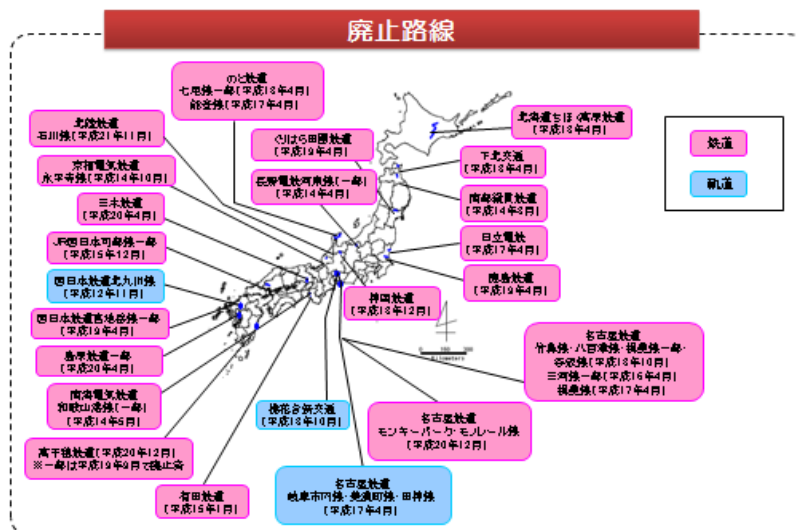 廃止路線
のと鉄道
七尾線一部〔平成18年4月〕
能登線〔平成17年4月〕
北陸鉄道
石川線〔平成21年11月〕
北海道ちほく高原鉄道
〔平成18年4月〕
くりはら田園鉄道
〔平成19年4月〕
京福電気鉄道
永平寺線〔平成14年10月〕
下北交通
〔平成18年4月〕
長野電鉄河東線〔一部〕
〔平成14年4月〕
三木鉄道
〔平成20年4月〕
南部縦貫鉄道
〔平成14年8月〕
JR西日本可部線一部
〔平成15年12月〕
日立電鉄
〔平成17年4月〕
西日本鉄道北九州線
〔平成12年11月〕
鹿島鉄道
〔平成19年4月〕
神岡鉄道
〔平成18年12月〕
西日本鉄道宮地岳線一部
〔平成19年4月〕
島原鉄道一部
〔平成20年4月〕
名古屋鉄道
竹鼻線・八百津線・揖斐線一部・
谷汲線〔平成18年10月〕
三河線一部〔平成16年4月〕
揖斐線〔平成17年4月〕
南海電気鉄道
和歌山港線〔一部〕
〔平成14年5月〕
桃花台新交通
〔平成18年10月〕
名古屋鉄道
モンキーパーク・モノレール線
〔平成20年12月〕
高千穂鉄道〔平成20年12月〕
※一部は平成19年9月で廃止済
有田鉄道
〔平成15年1月〕
名古屋鉄道
岐阜市内線・美濃町線・田神線
〔平成17年4月〕
鉄道
軌道
Kilometers